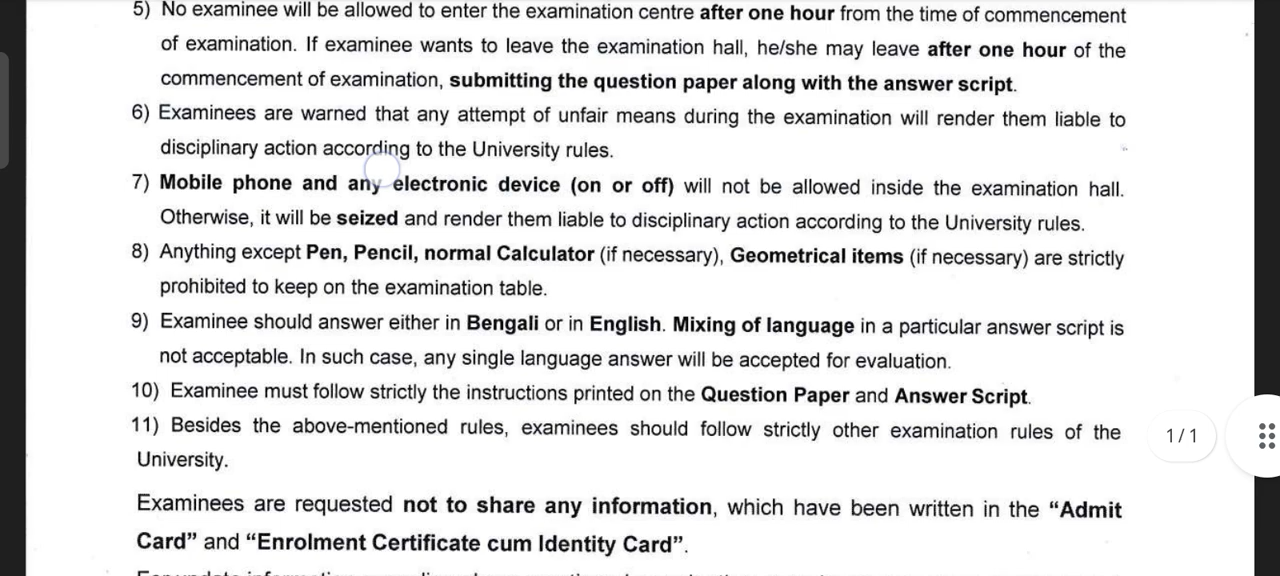 5) No examinee will be allowed to enter the examination centre after one hour from the time of commencement
of examination. If examinee wants to leave the examination hall, he/she may leave after one hour of the
commencement of examination, submitting the question paper along with the answer script.
6) Examinees are warned that any attempt of unfair means during the examination will render them liable to
disciplinary action according to the University rules.
7) Mobile phone and any electronic device (on or off) will not be allowed inside the examination hall.
Otherwise, it will be seized and render them liable to disciplinary action according to the University rules.
8) Anything except Pen, Pencil, normal Calculator (if necessary), Geometrical items (if necessary) are strictly
prohibited to keep on the examination table.
9) Examinee should answer either in Bengali or in English. Mixing of language in a particular answer script is
not acceptable. In such case, any single language answer will be accepted for evaluation.
10) Examinee must follow strictly the instructions printed on the Question Paper and Answer Script.
11) Besides the above-mentioned rules, examinees should follow strictly other examination rules of the
University.
1/1
Examinees are requested not to share any information, which have been written in the “Admit
Card” and “Enrolment Certificate cum Identity Card”.